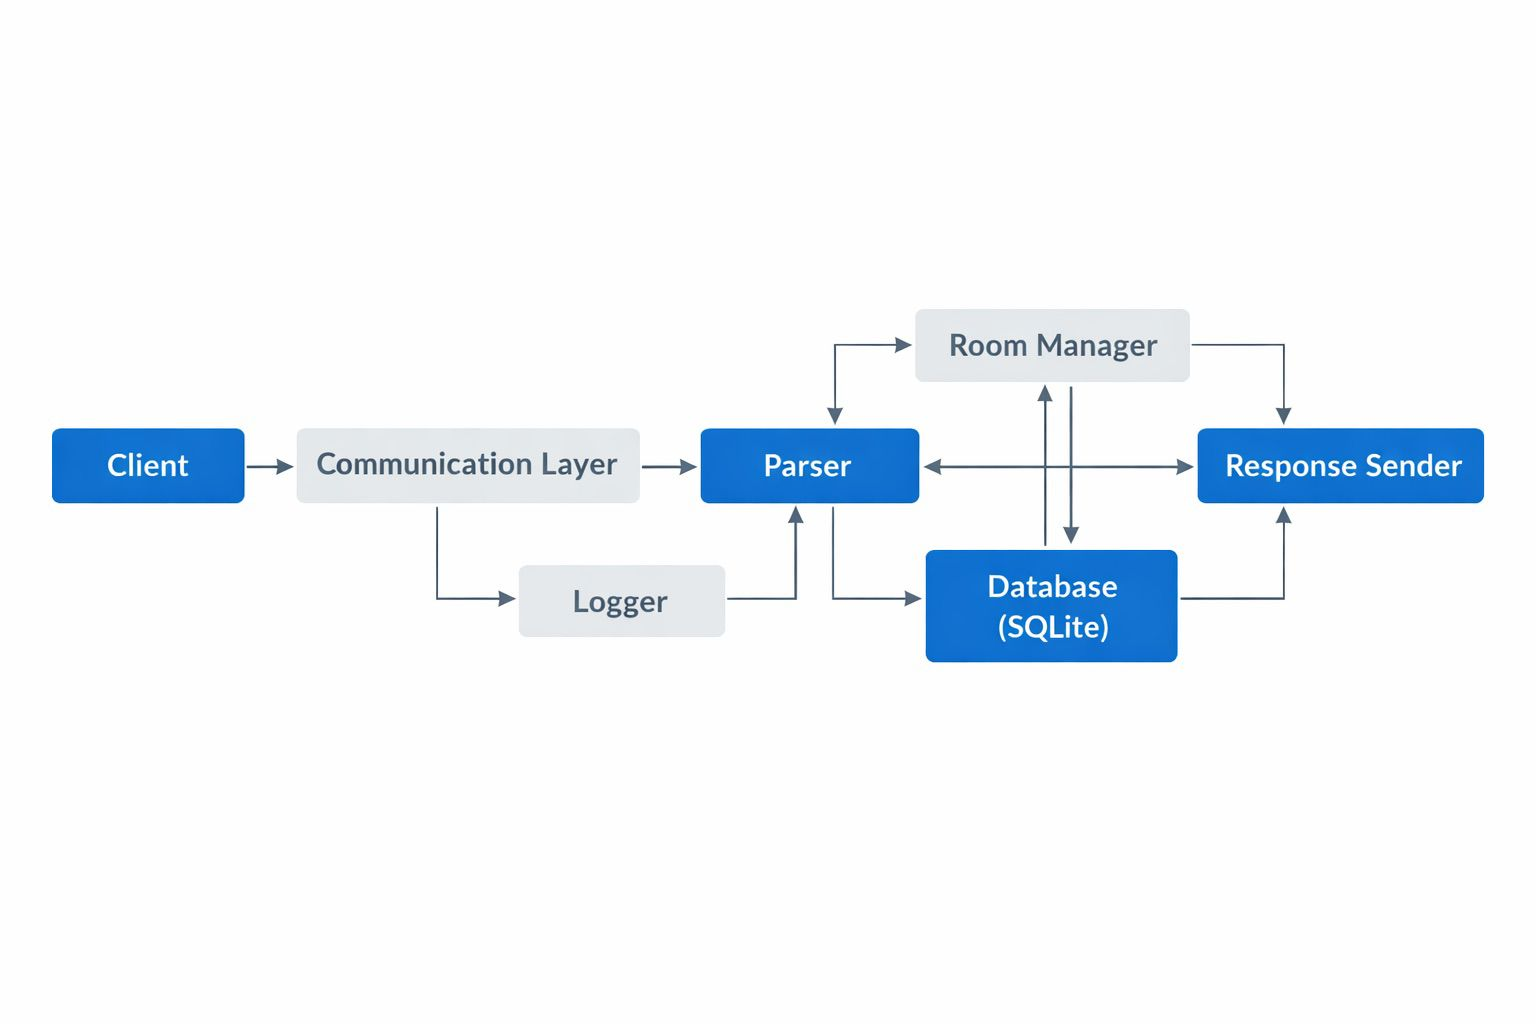 Room Manager
Client
Communication Layer
Parser
Response Sender
Logger
Database
(SQLite)